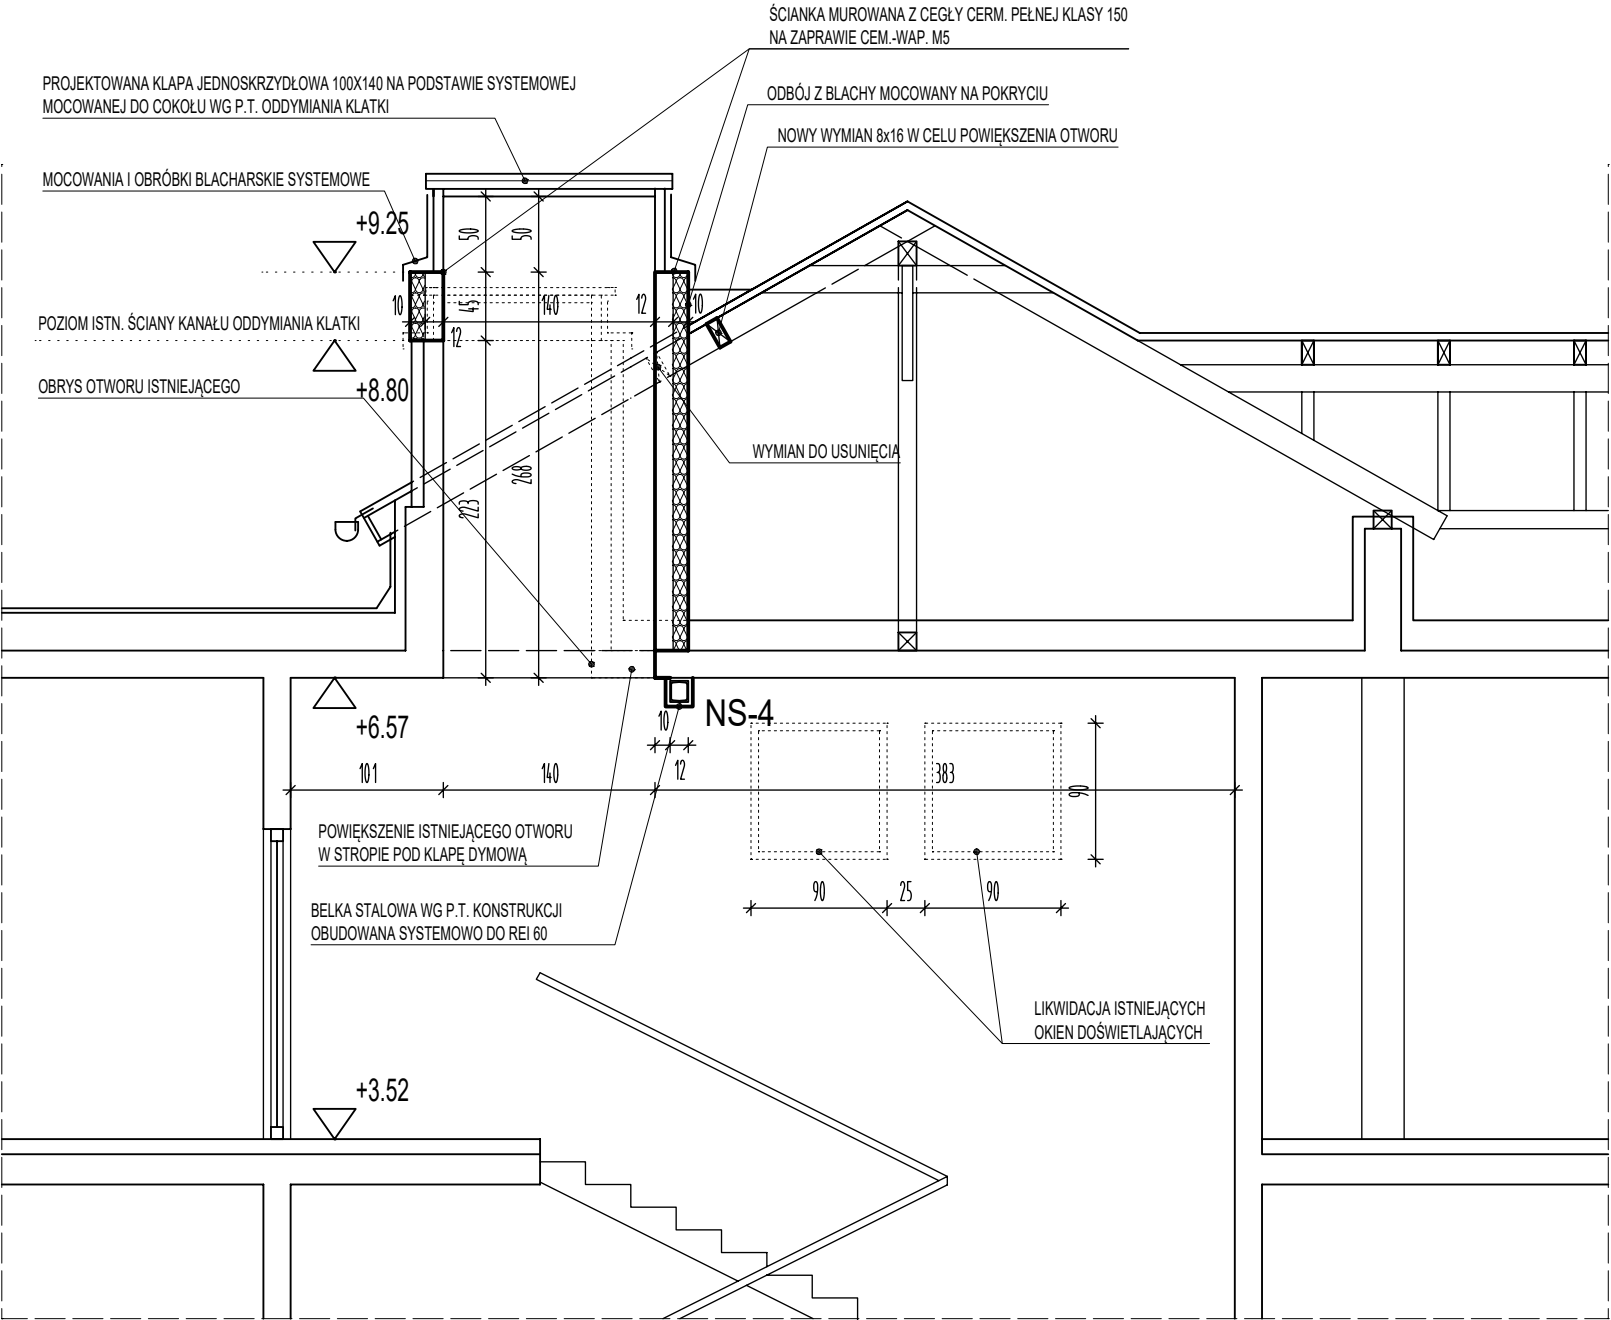 ŚCIANKA MUROWANA Z CEGŁY CERM. PEŁNEJ KLASY 150
NA ZAPRAWIE CEM.-WAP. M5
PROJEKTOWANA KLAPA JEDNOSKRZYDŁOWA 100X140 NA PODSTAWIE SYSTEMOWEJ
MOCOWANEJ DO COKOŁU WG P.T. ODDYMIANIA KLATKI
ODBÓJ Z BLACHY MOCOWANY NA POKRYCIU
NOWY WYMIAN 8x16 W CELU POWIĘKSZENIA OTWORU
MOCOWANIA I OBRÓBKI BLACHARSKIE SYSTEMOWE
+9.25
50
50
10
45
140
12
10
POZIOM ISTN. ŚCIANY KANAŁU ODDYMIANIA KLATKI
12
OBRYS OTWORU ISTNIEJĄCEGO
+8.80
WYMIAN DO USUNIĘCIA
268
223
+6.57
NS-4
10
12
101
140
383
90
POWIĘKSZENIE ISTNIEJĄCEGO OTWORU
W STROPIE POD KLAPĘ DYMOWĄ
90
25
90
BELKA STALOWA WG P.T. KONSTRUKCJI
OBUDOWANA SYSTEMOWO DO REI 60
LIKWIDACJA ISTNIEJĄCYCH
OKIEN DOŚWIETLAJĄCYCH
+3.52